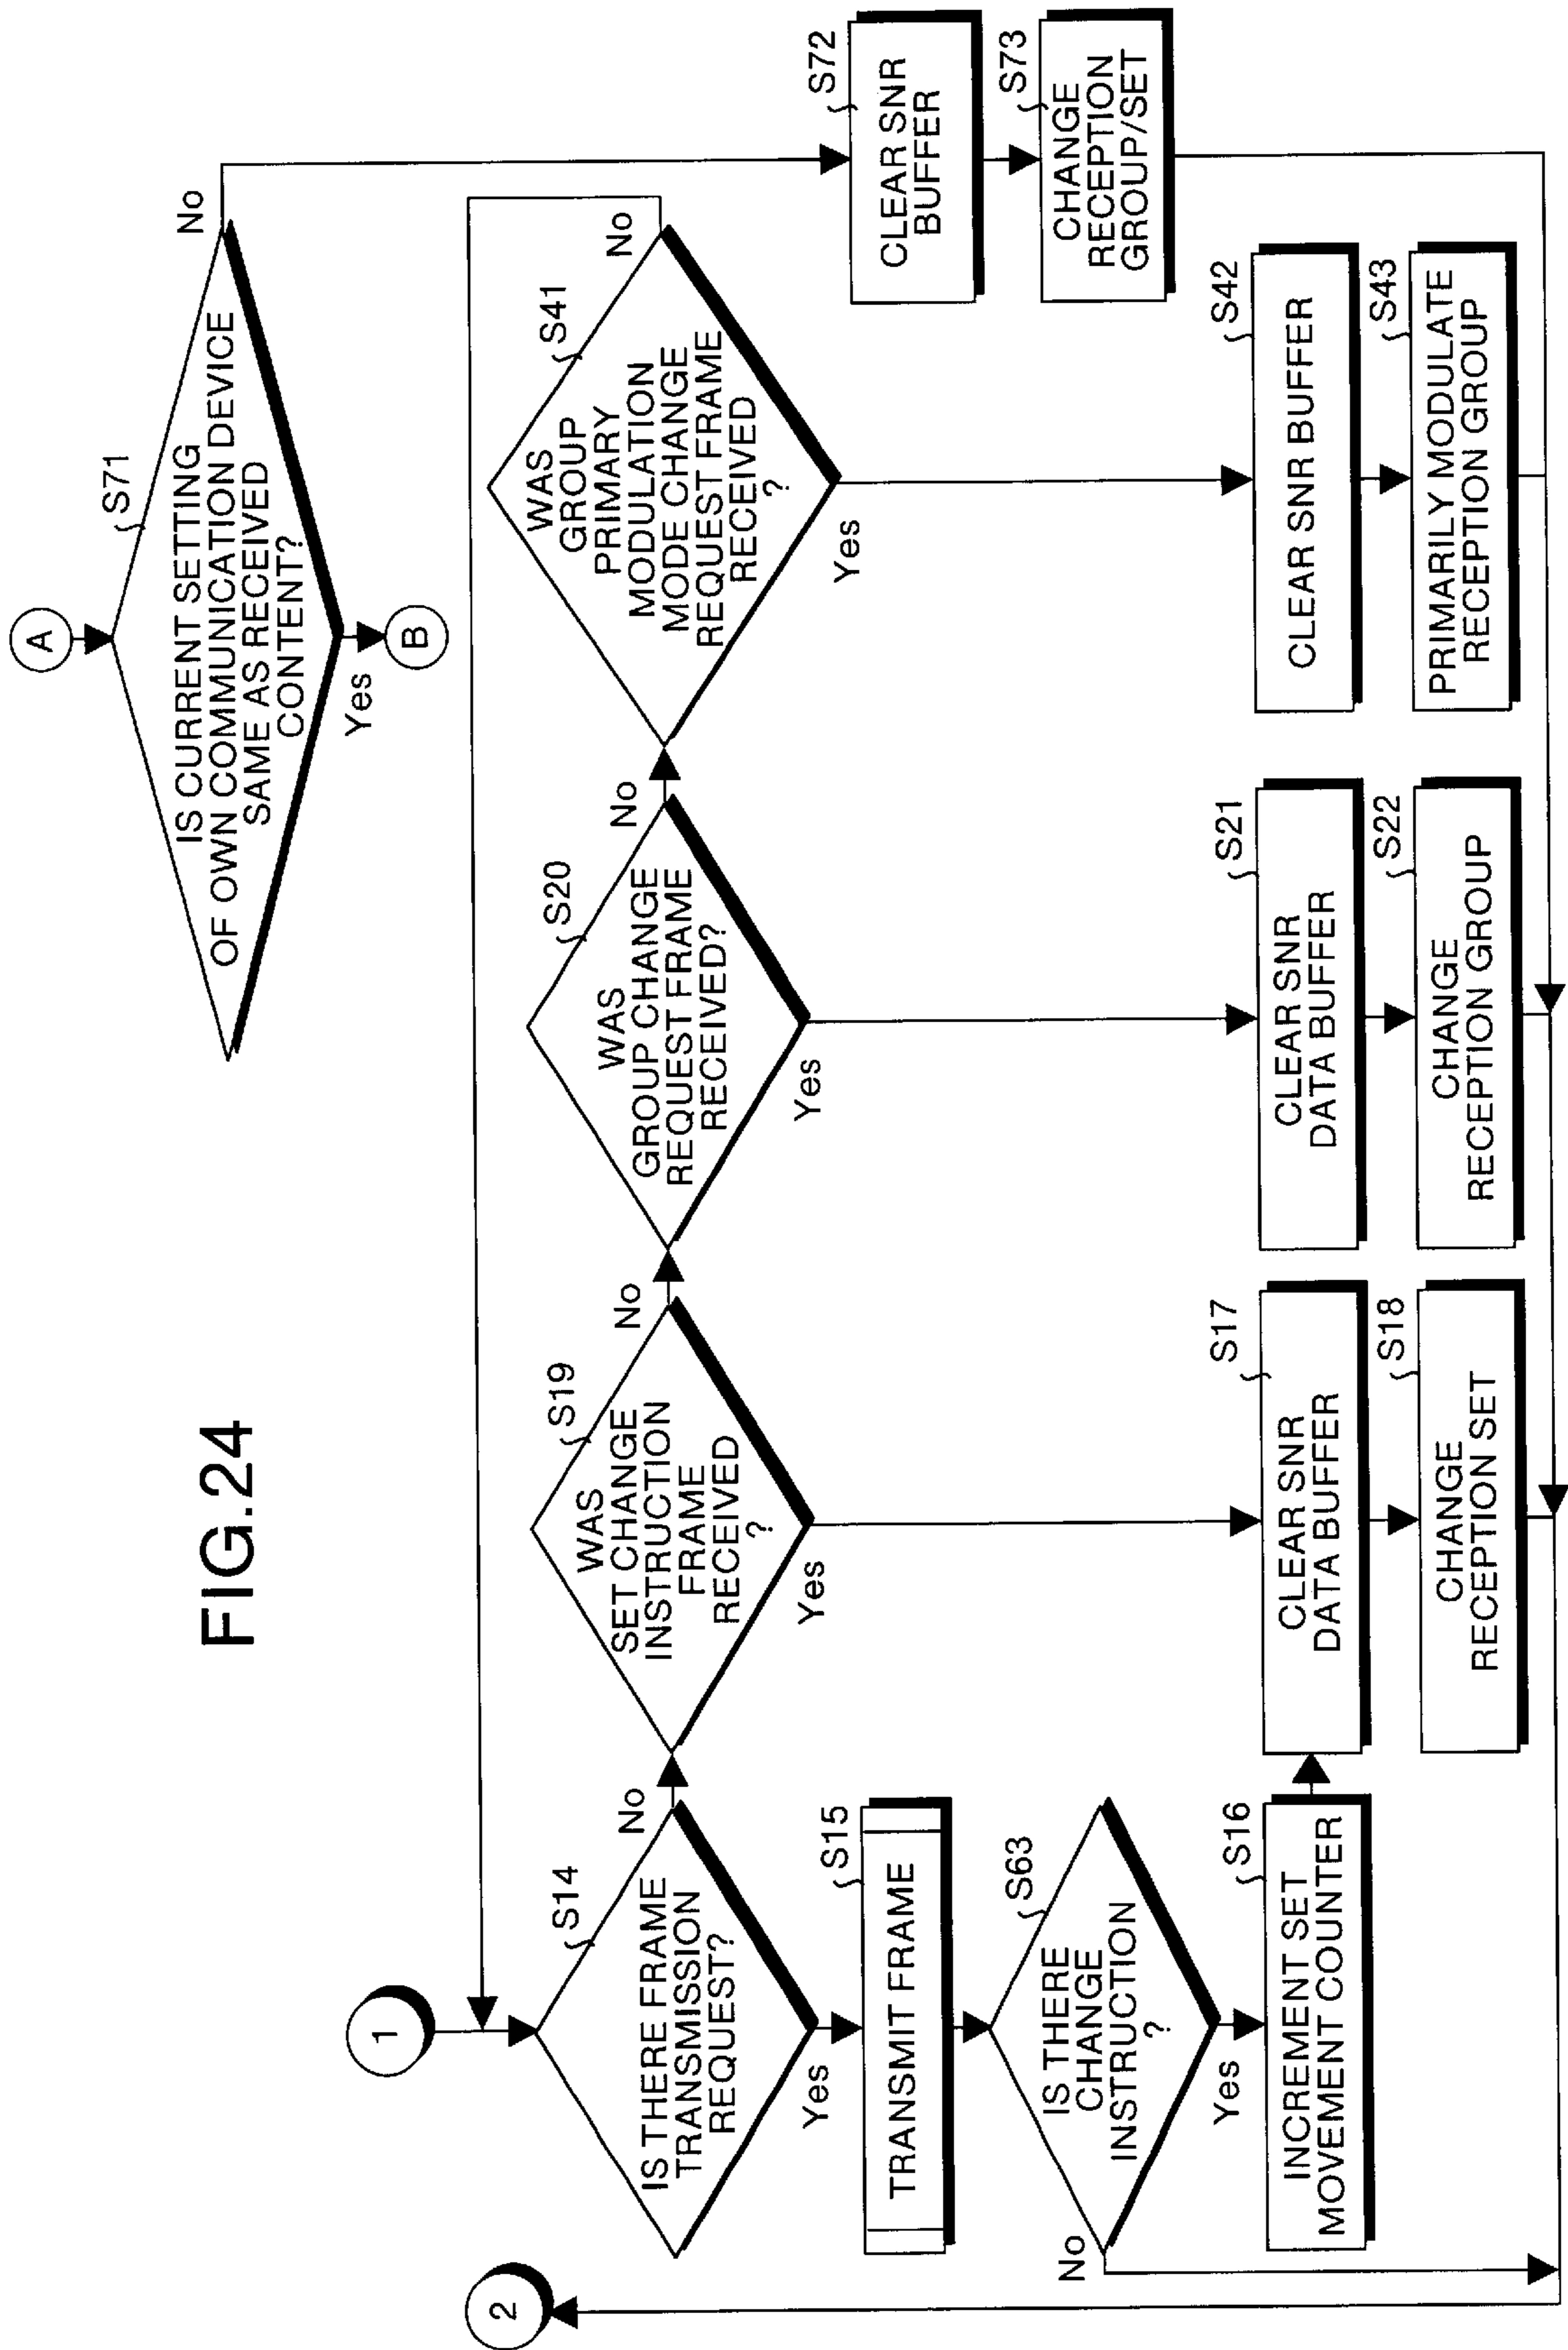 FIG.24
A
S71
IS CURRENT SETTING
OF OWN COMMUNICATION DEVICE
SAME AS RECEIVED
CONTENT?
No
Yes
B
1
S14
IS THERE FRAME
TRANSMISSION
REQUEST?
No
Yes
S19
WAS
SET CHANGE
INSTRUCTION
FRAME
RECEIVED
?
No
Yes
S20
WAS
GROUP CHANGE
REQUEST FRAME
RECEIVED?
No
Yes
S41
WAS
GROUP
PRIMARY
MODULATION
MODE CHANGE
REQUEST FRAME
RECEIVED
?
No
Yes
S72
CLEAR SNR
BUFFER
S73
CHANGE
RECEPTION
GROUP/SET
S15
TRANSMIT FRAME
S63
IS THERE
CHANGE
INSTRUCTION
?
No
Yes
S16
INCREMENT SET
MOVEMENT COUNTER
S17
CLEAR SNR
DATA BUFFER
S18
CHANGE
RECEPTION SET
S21
CLEAR SNR
DATA BUFFER
S22
CHANGE
RECEPTION GROUP
S42
CLEAR SNR BUFFER
S43
PRIMARILY MODULATE
RECEPTION GROUP
2